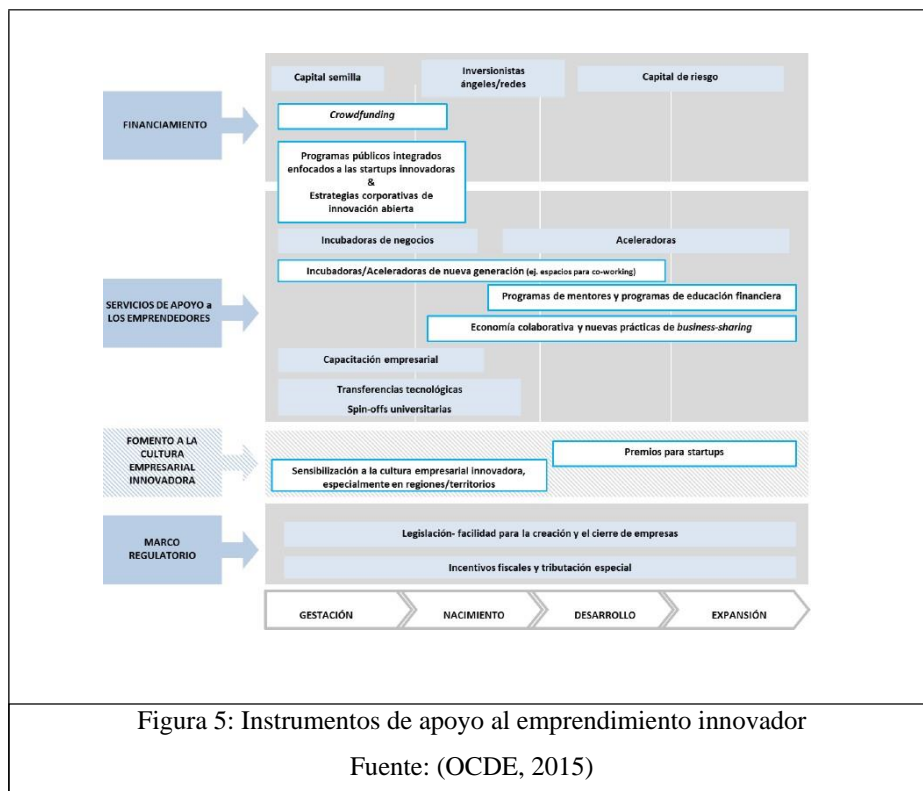 Capital semilla
Inversionistas
ángeles/redes
Capital de riesgo
FINANCIAMIENTO
Crowdfunding
Programas públicos integrados
enfocados a las startups innovadoras
&
Estrategias corporativas de
innovación abierta
Incubadoras de negocios
Aceleradoras
Incubadoras/Aceleradoras de nueva generación (ej. espacios para co-working)
SERVICIOS DE APOYO a
LOS EMPRENDEDORES
Programas de mentores y programas de educación financiera
Economía colaborativa y nuevas prácticas de business-sharing
Capacitación empresarial
Transferencias tecnológicas
Spin-offs universitarias
FOMENTO A LA
CULTURA
EMPRESARIAL
INNOVADORA
Premios para startups
Sensibilización a la cultura empresarial innovadora,
especialmente en regiones/territorios
MARCO
REGULATORIO
Legislación- facilidad para la creación y el cierre de empresas
Incentivos fiscales y tributación especial
GESTACIÓN
NACIMIENTO
DESARROLLO
EXPANSIÓN
Figura 5: Instrumentos de apoyo al emprendimiento innovador
Fuente: (OCDE, 2015)